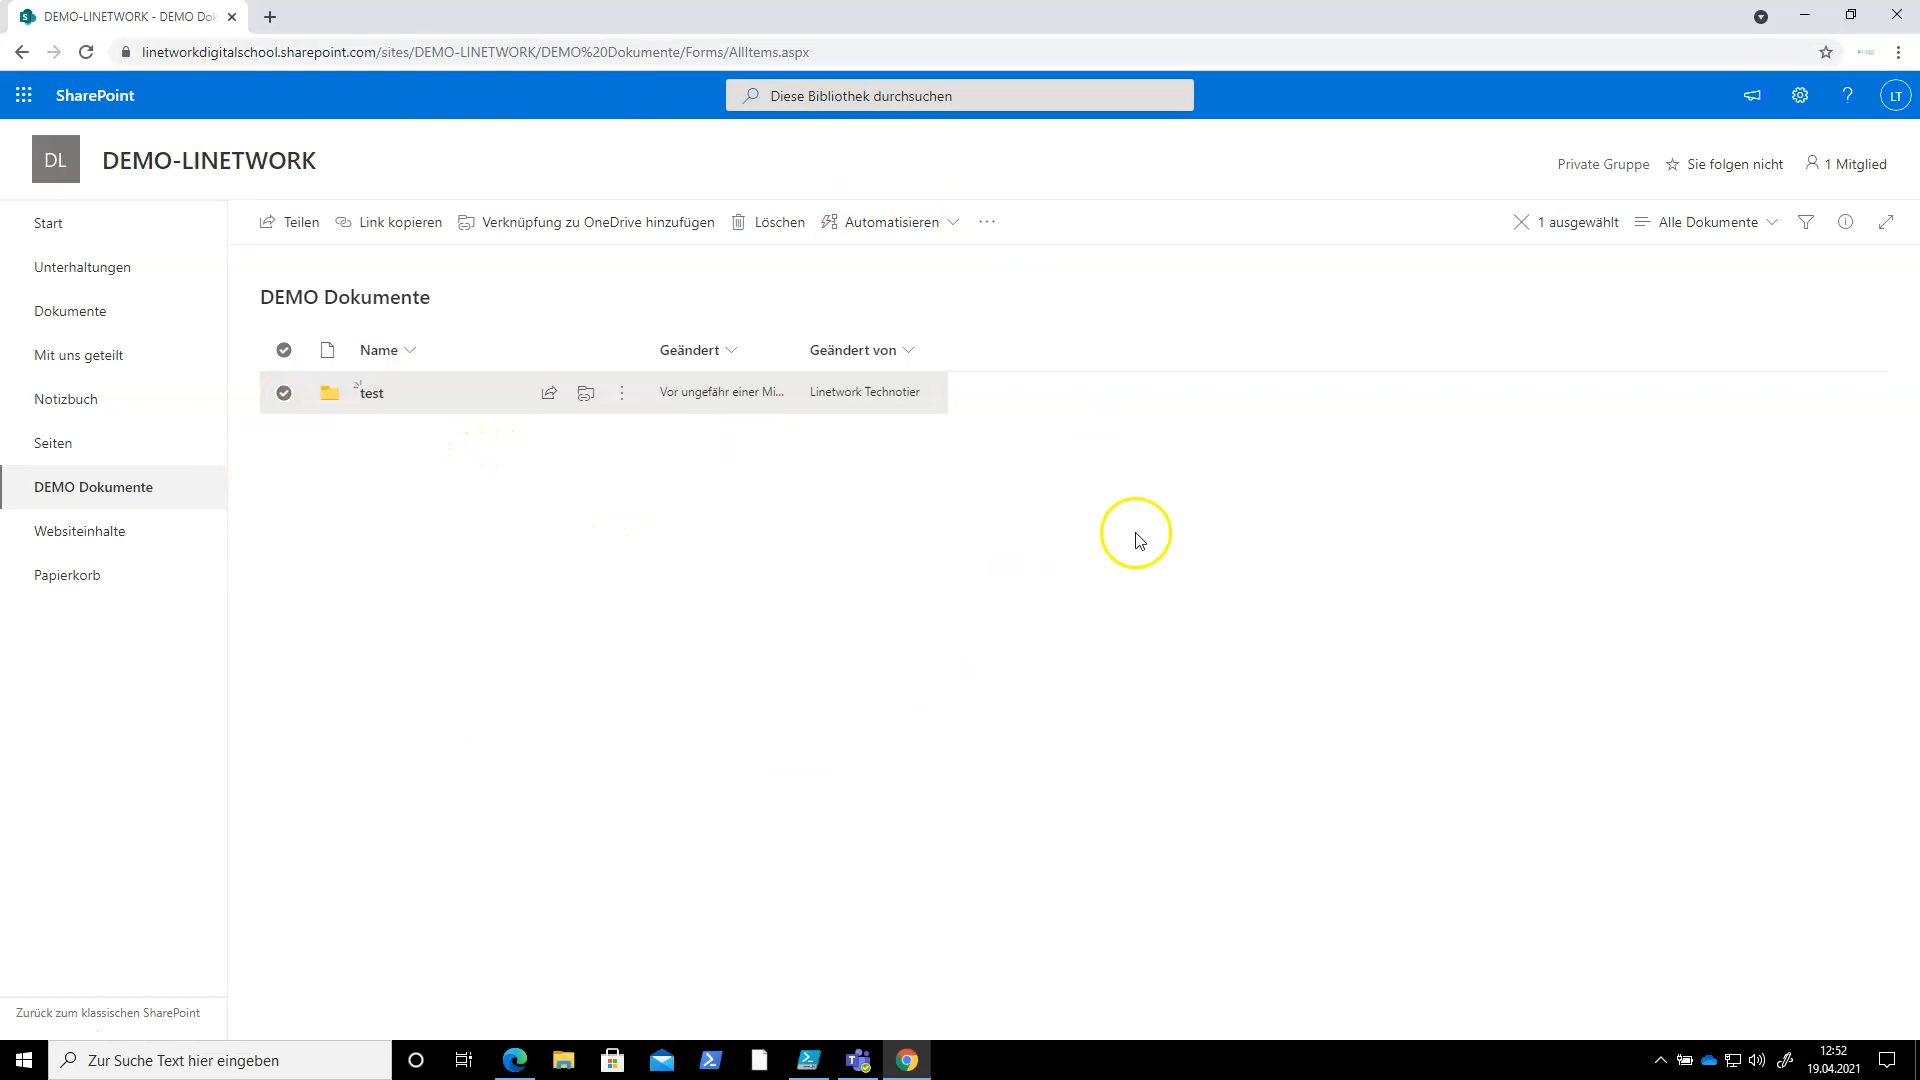 DEMO-LINETWORK - DEMO Dok
linetworkdigitalschool.sharepoint.com/sites/DEMO-LINETWORK/DEMO%20Dokumente/Forms/AllItems.aspx
SharePoint
Diese Bibliothek durchsuchen
LT
DL
DEMO-LINETWORK
Private Gruppe
Sie folgen nicht
1 Mitglied
Teilen
Link kopieren
Verknüpfung zu OneDrive hinzufügen
Löschen
Automatisieren
1 ausgewählt
Alle Dokumente
Start
Unterhaltungen
Dokumente
Mit uns geteilt
Notizbuch
Seiten
DEMO Dokumente
Websiteinhalte
Papierkorb
Zurück zum klassischen SharePoint
DEMO Dokumente
Name
Geändert
Geändert von
test
Vor ungefähr einer Mi...
Linetwork Technotier
Zur Suche Text hier eingeben
12:52
19.04.2021